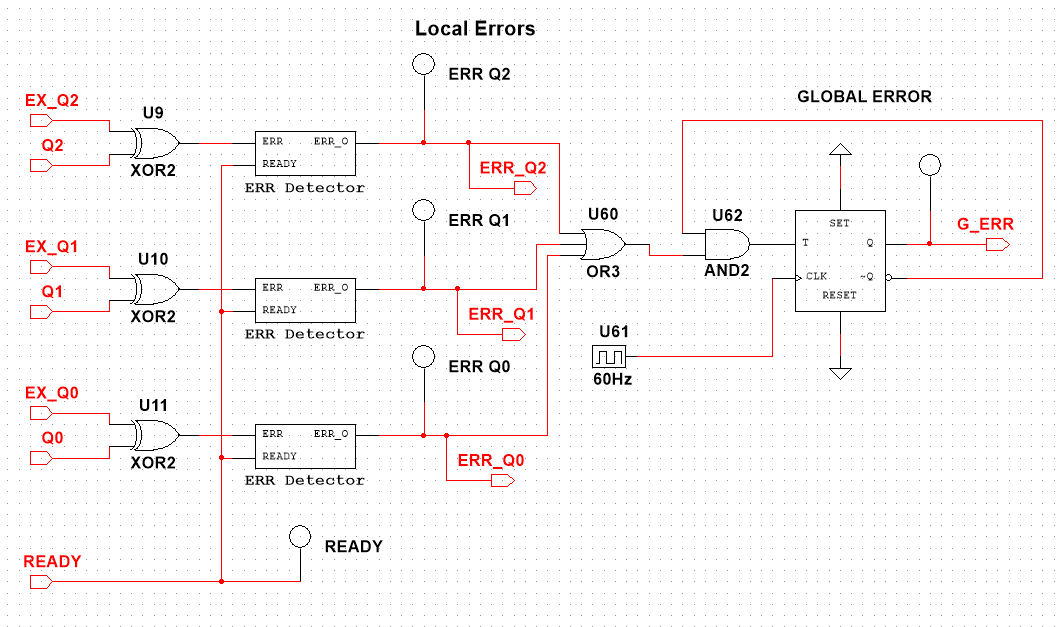 Local Errors
ERR Q2
GLOBAL ERROR
EX_Q2
U9
Q2
XOR2
ERR
ERR_O
READY
ERR Detector
ERR_Q2
ERR Q1
U60
OR3
U62
AND2
SET
T
Q
CLK
~Q
RESET
G_ERR
EX_Q1
U10
Q1
XOR2
ERR
ERR_O
READY
ERR Detector
ERR_Q1
U61
60Hz
ERR Q0
EX_Q0
U11
Q0
XOR2
ERR
ERR_O
READY
ERR Detector
ERR_Q0
READY
READY